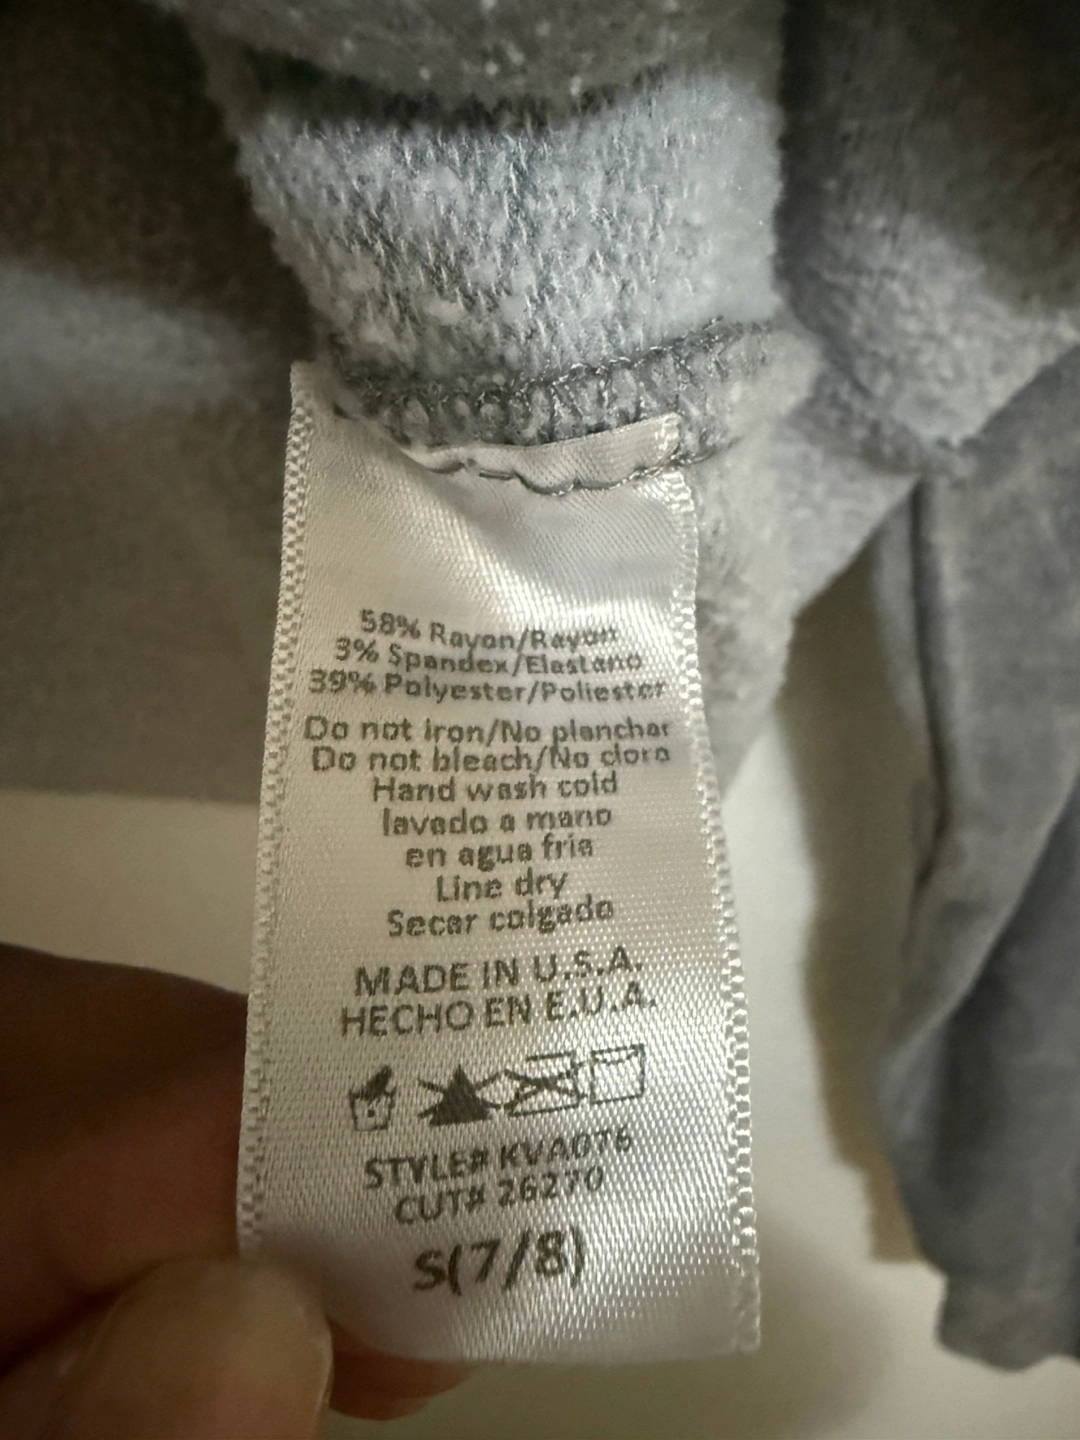 58% Rayon/Rayon
3% Spandex/Elastano
39% Polyester/Poliester
Do not iron/No planchar
Do not bleach/No cloro
Hand wash cold
lavado a mano
en agua fria
Line dry
Secar colgado
MADE IN U.S.A.
HECHO EN E.U.A.
STYLE# KVA076
CUT# 26270
S(7/8)